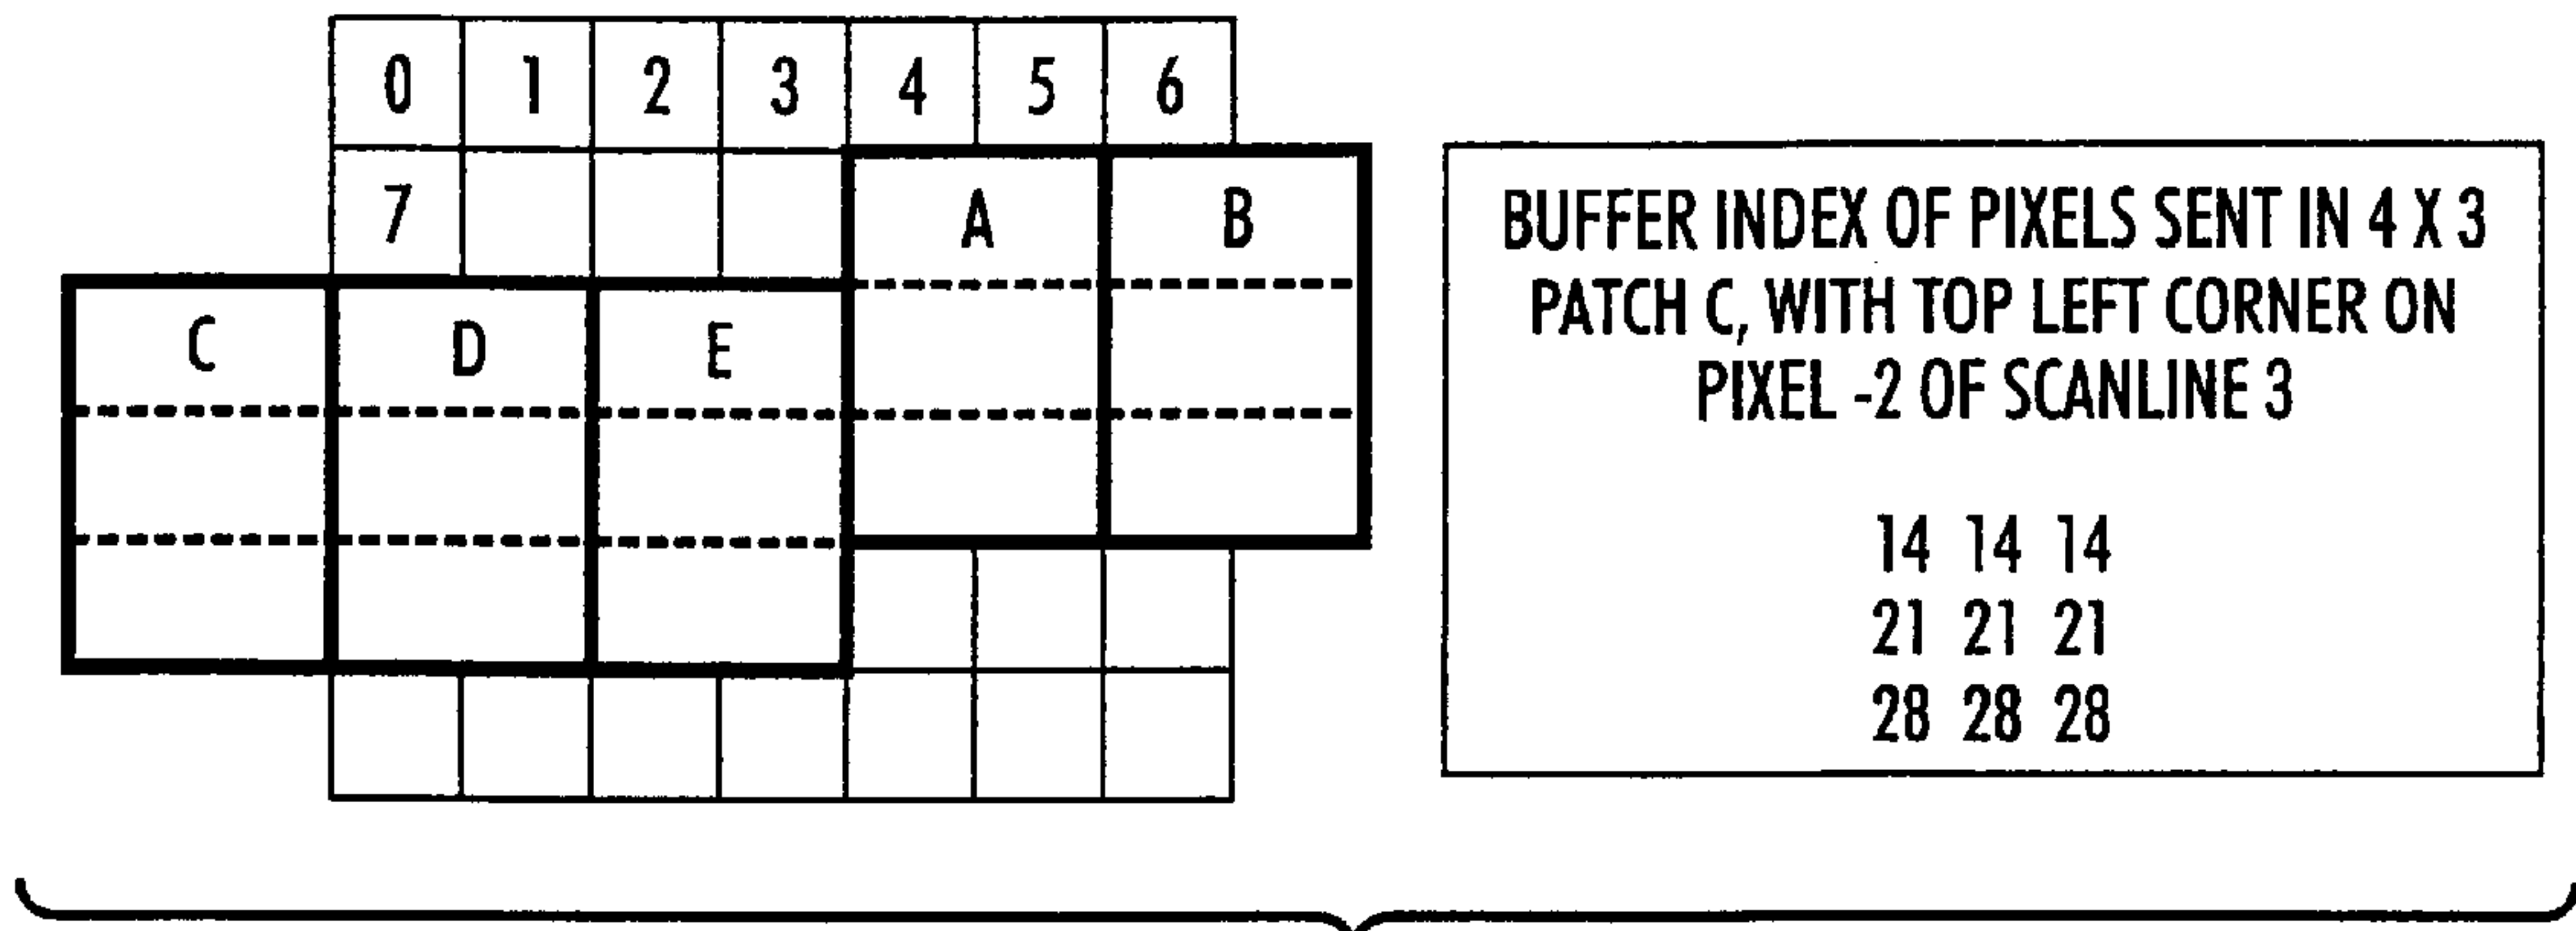 0 1 2 3 4 5 6
7 A B
C D E
BUFFER INDEX OF PIXELS SENT IN 4 X 3
PATCH C, WITH TOP LEFT CORNER ON
PIXEL -2 OF SCANLINE 3
14 14 14
21 21 21
28 28 28